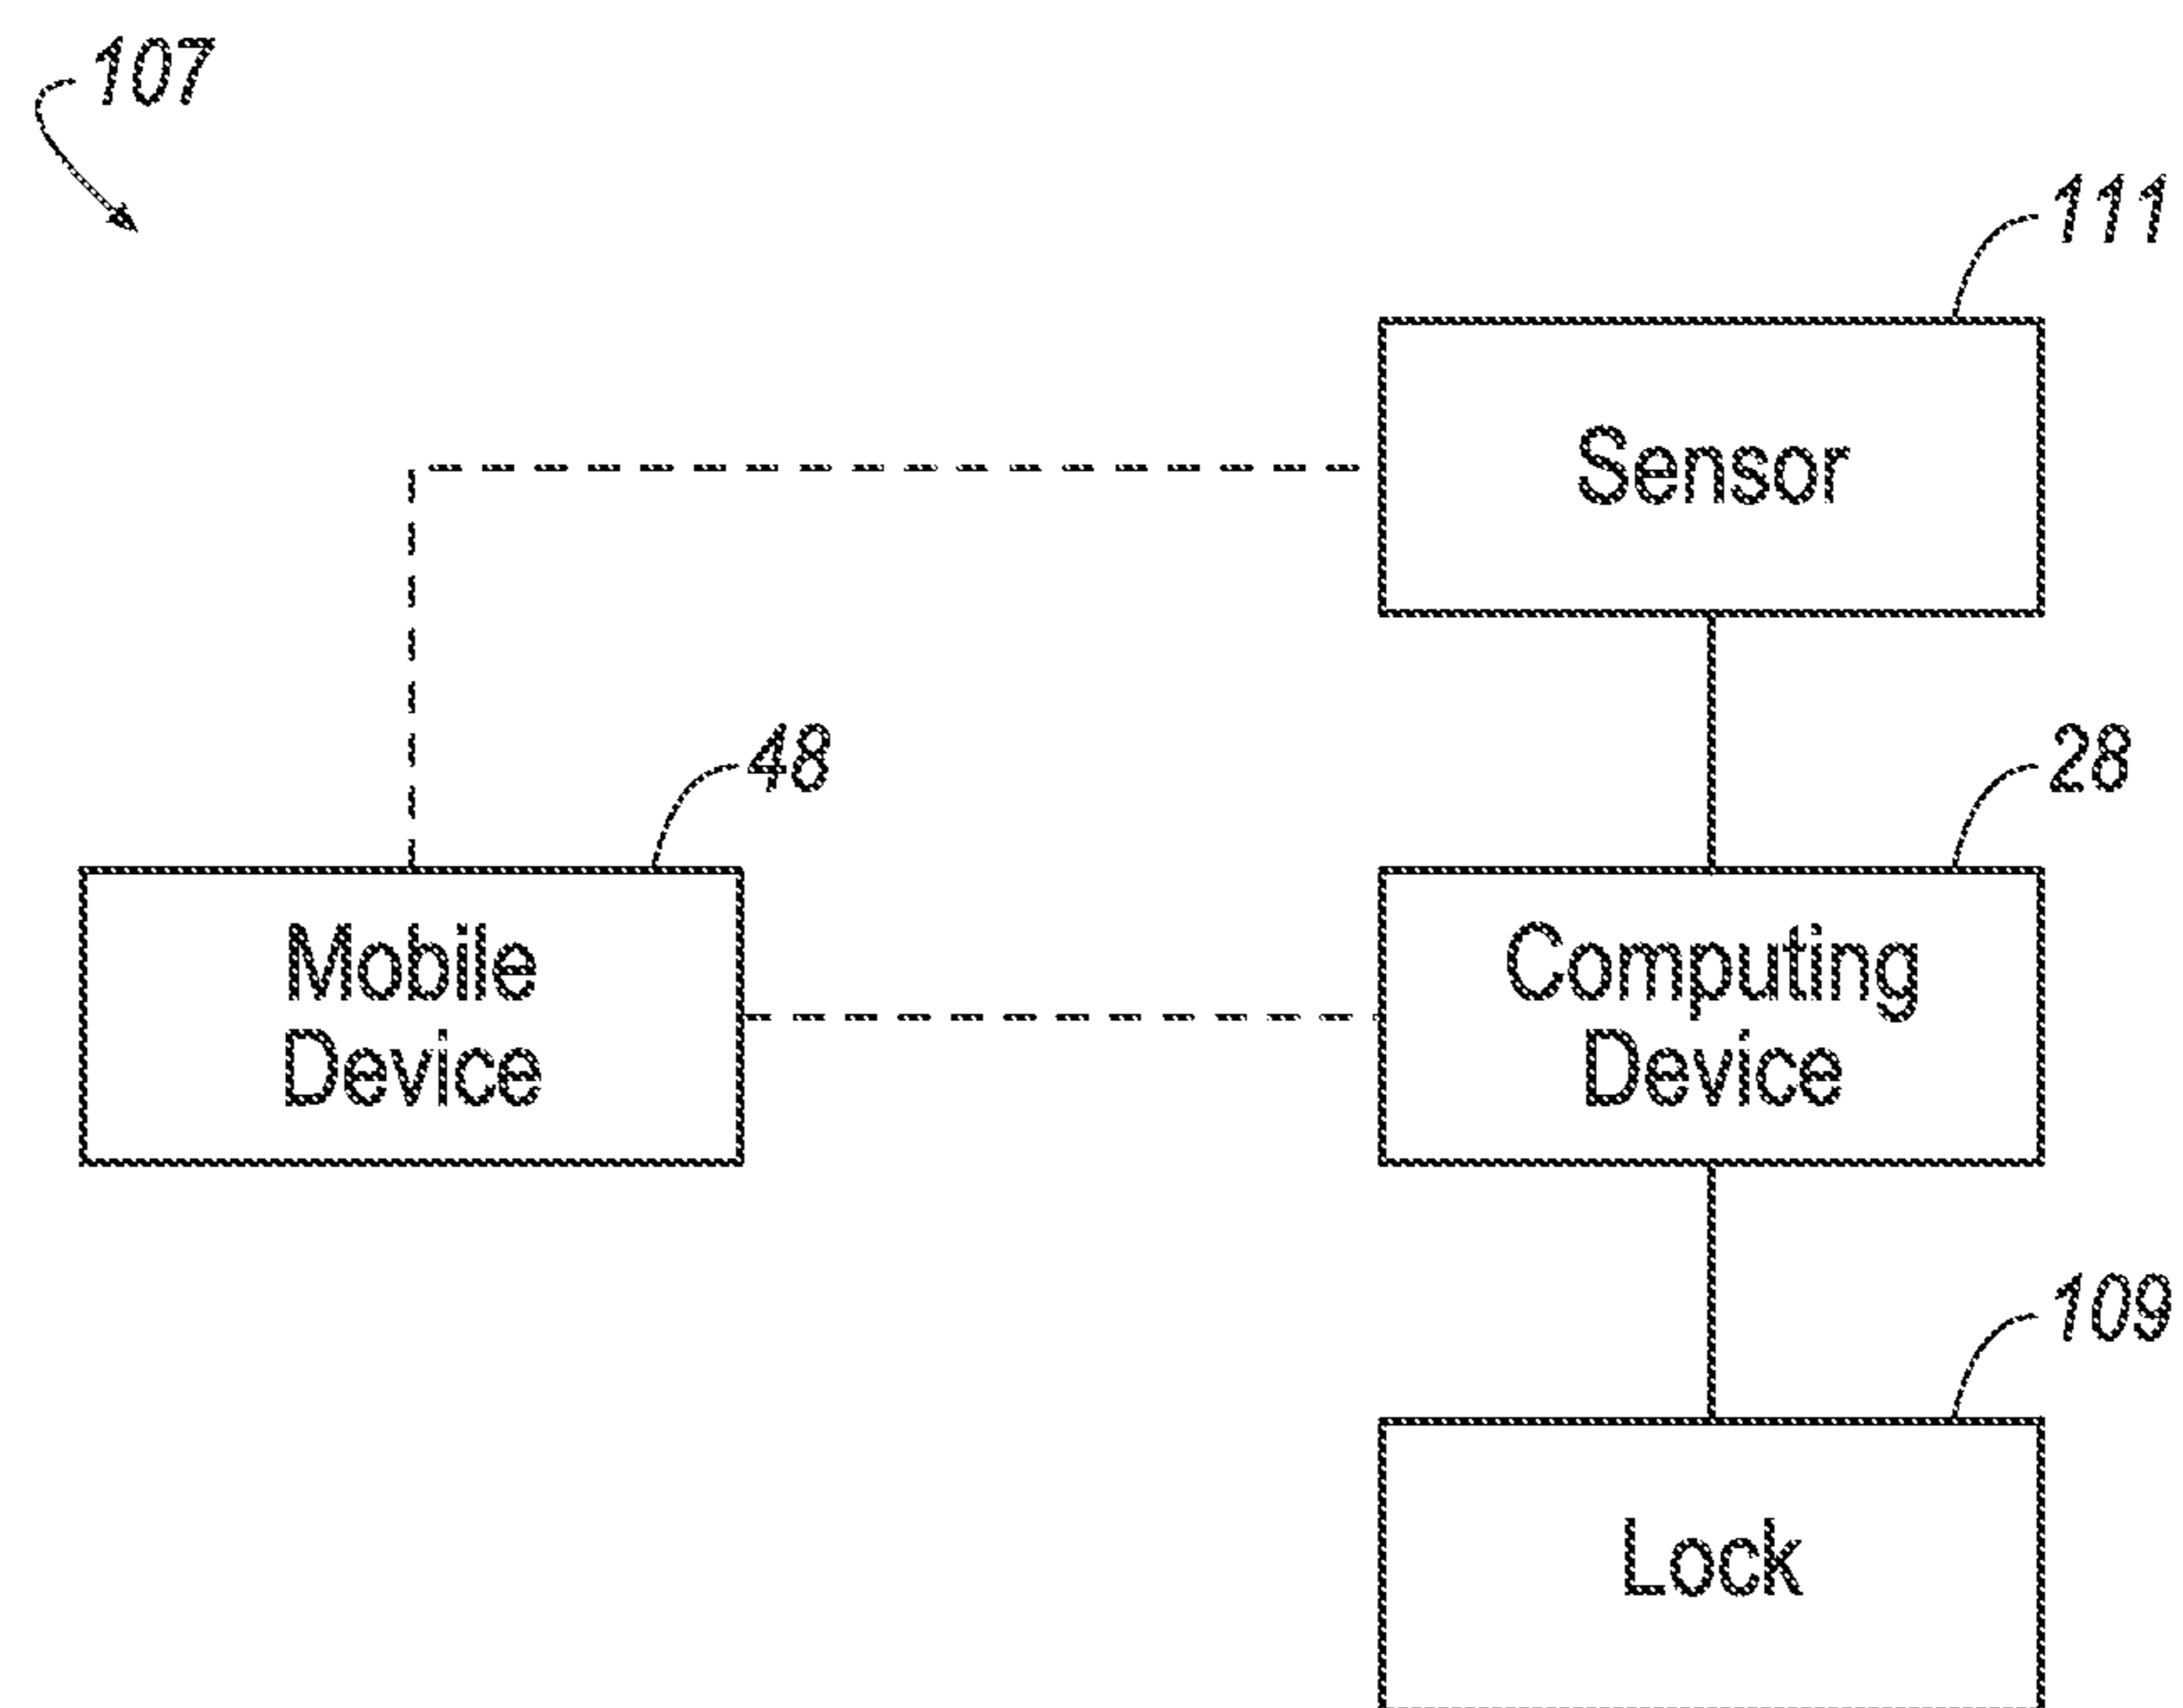 107
111
Sensor
48
28
Mobile
Device
Computing
Device
109
Lock